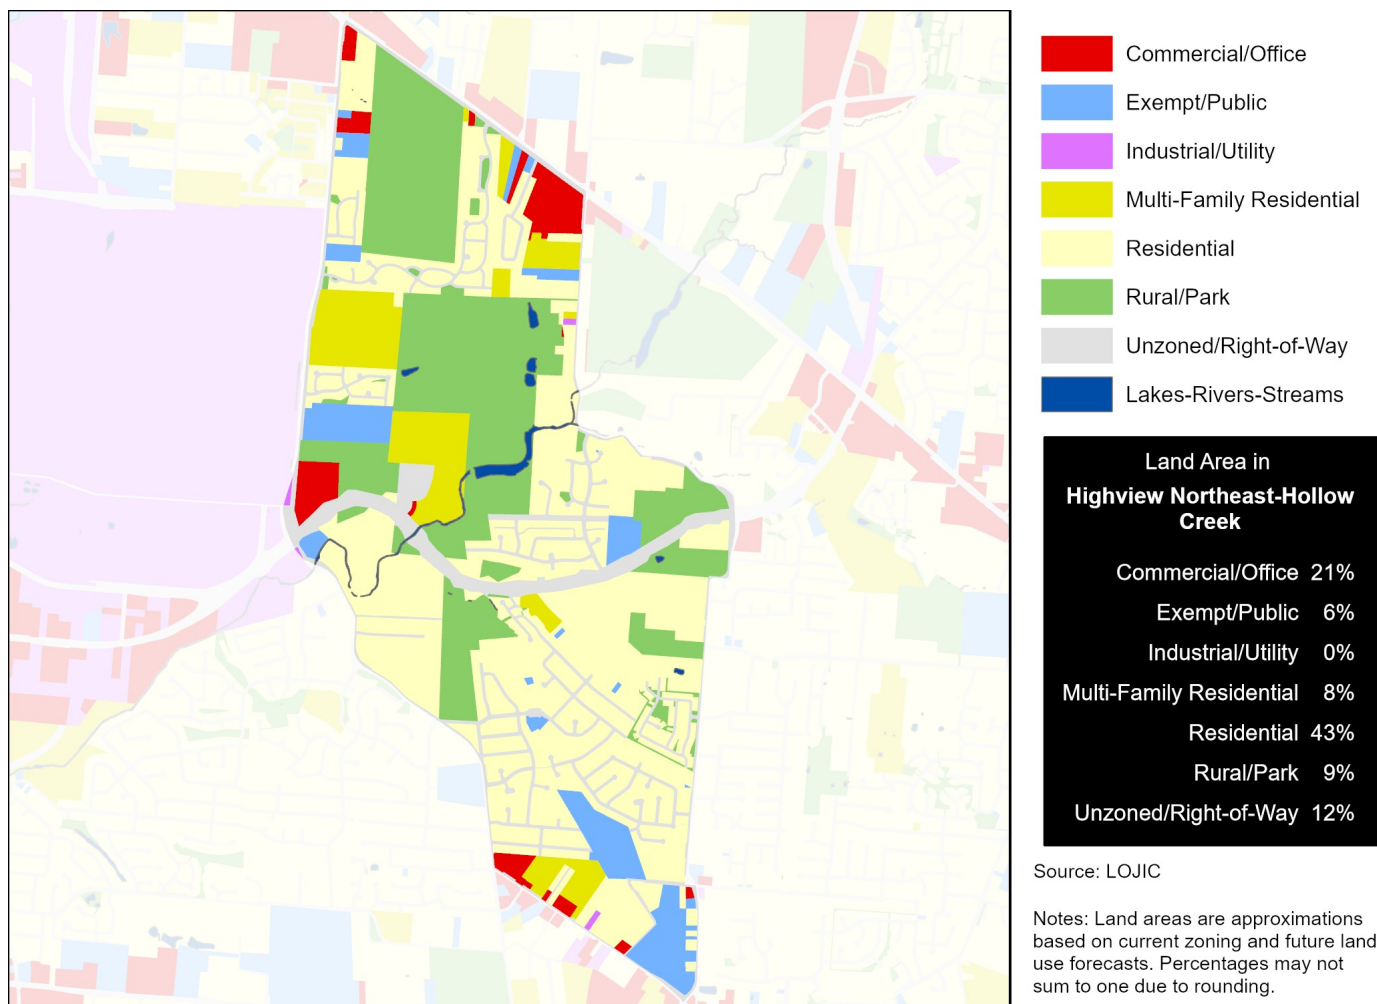 Commercial/Office
Exempt/Public
Industrial/Utility
Multi-Family Residential
Residential
Rural/Park
Unzoned/Right-of-Way
Lakes-Rivers-Streams
Land Area in
Highview Northeast-Hollow
Creek
Commercial/Office 21%
Exempt/Public 6%
Industrial/Utility 0%
Multi-Family Residential 8%
Residential 43%
Rural/Park 9%
Unzoned/Right-of-Way 12%
Source: LOJIC
Notes: Land areas are approximations
based on current zoning and future land
use forecasts. Percentages may not
sum to one due to rounding.